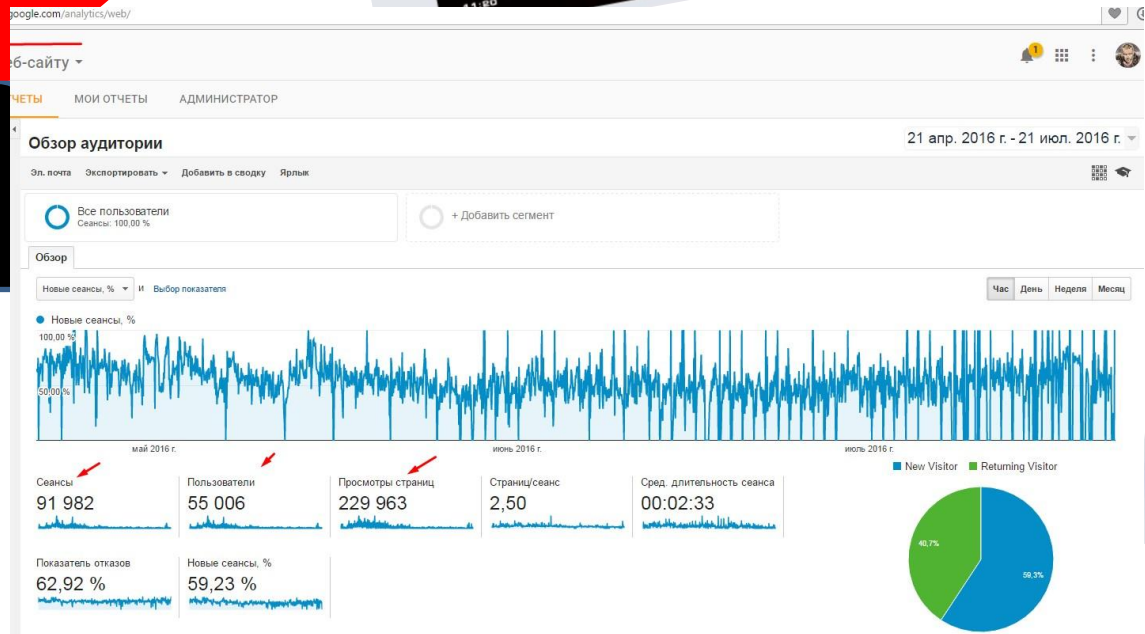 11:20
google.com/analytics/web/
еб-сайту
1
ЧЕТЫ МОИ ОТЧЕТЫ АДМИНИСТРАТОР
Обзор аудитории
21 апр. 2016 г. - 21 июл. 2016 г.
Эл. почта Экспортировать Добавить в сводку Ярлык
Все пользователи
Сеансы: 100,00 %
+ Добавить сегмент
Обзор
Новые сеансы, % И Выбор показателя
Час День Неделя Месяц
Новые сеансы, %
100,00 %
50,00 %
май 2016 г. июнь 2016 г. июль 2016 г.
New Visitor Returning Visitor
Сеансы
91 982
Пользователи
55 006
Просмотры страниц
229 963
Страниц/сеанс
2,50
Сред. длительность сеанса
00:02:33
Показатель отказов
62,92 %
Новые сеансы, %
59,23 %
40,7%
59,3%